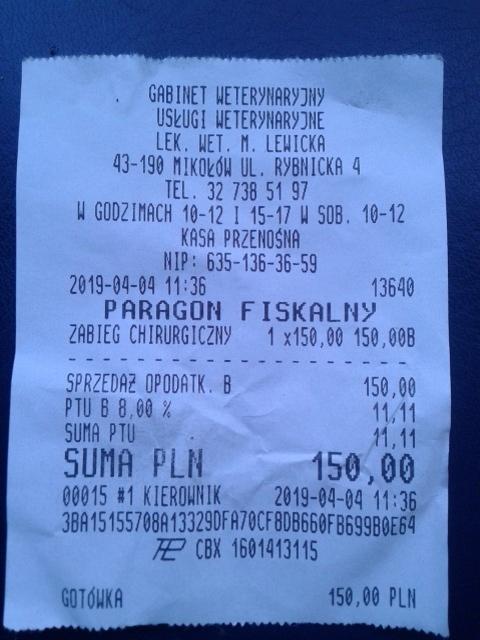 GABINET WETERYNARYJNY
USŁUGI WETERYNARYJNE
LEK. WET. M. LEWICKA
43-190 MIKOŁÓW UL. RYBNICKA 4
TEL. 32 738 51 97
W GODZIMACH 10-12 I 15-17 W SOB. 10-12
KASA PRZENOŚNA
NIP: 635-136-36-59
2019-04-04 11:36 13640
PARAGON FISKALNY
ZABIEG CHIRURGICZNY 1 x150,00 150,00B
SPRZEDAŻ OPODATK. B 150,00
PTU B 8,00 % 11,11
SUMA PTU 11,11
SUMA PLN 150,00
00015 #1 KIEROWNIK 2019-04-04 11:36
3BA15155708A13329DFA70CF8DB660FB699B0E64
CBX 1601413115
GOTÓWKA 150,00 PLN